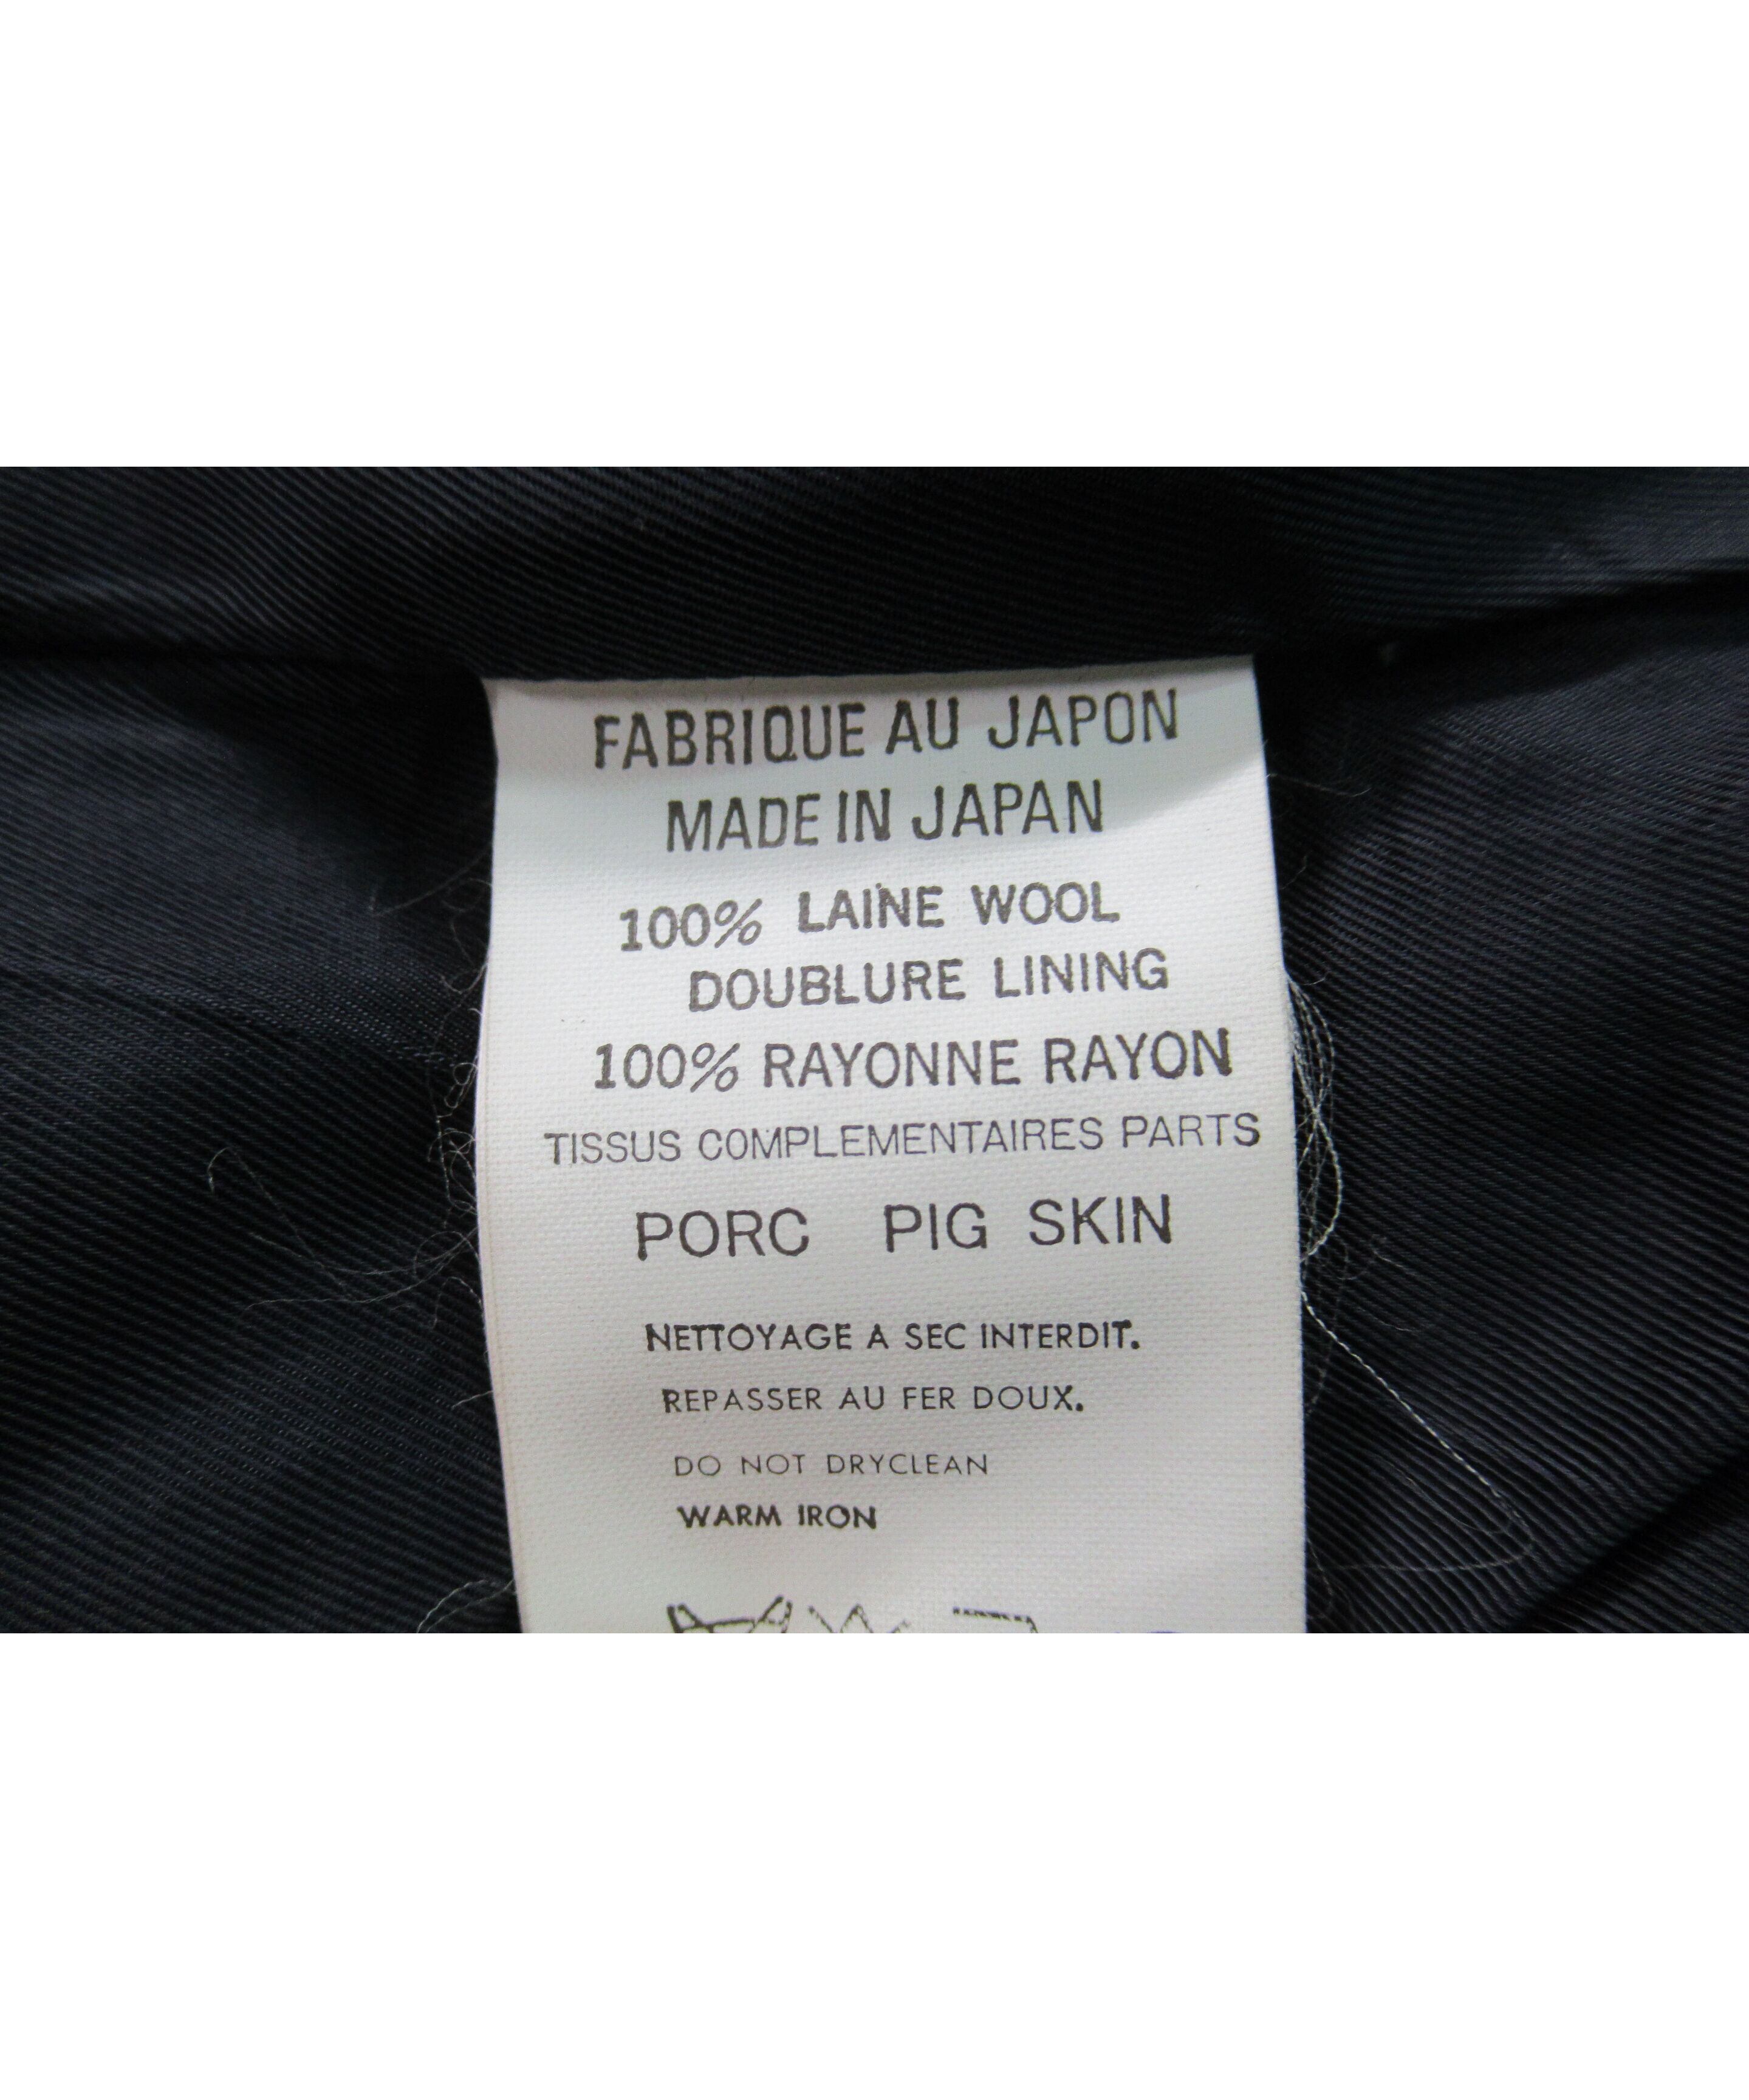 FABRIQUE AU JAPON
MADE IN JAPAN
100% LAINE WOOL
DOUBLURE LINING
100% RAYONNE RAYON
TISSUS COMPLEMENTAIRES PARTS
PORC PIG SKIN
NETTOYAGE A SEC INTERDIT.
REPASSER AU FER DOUX.
DO NOT DRYCLEAN
WARM IRON